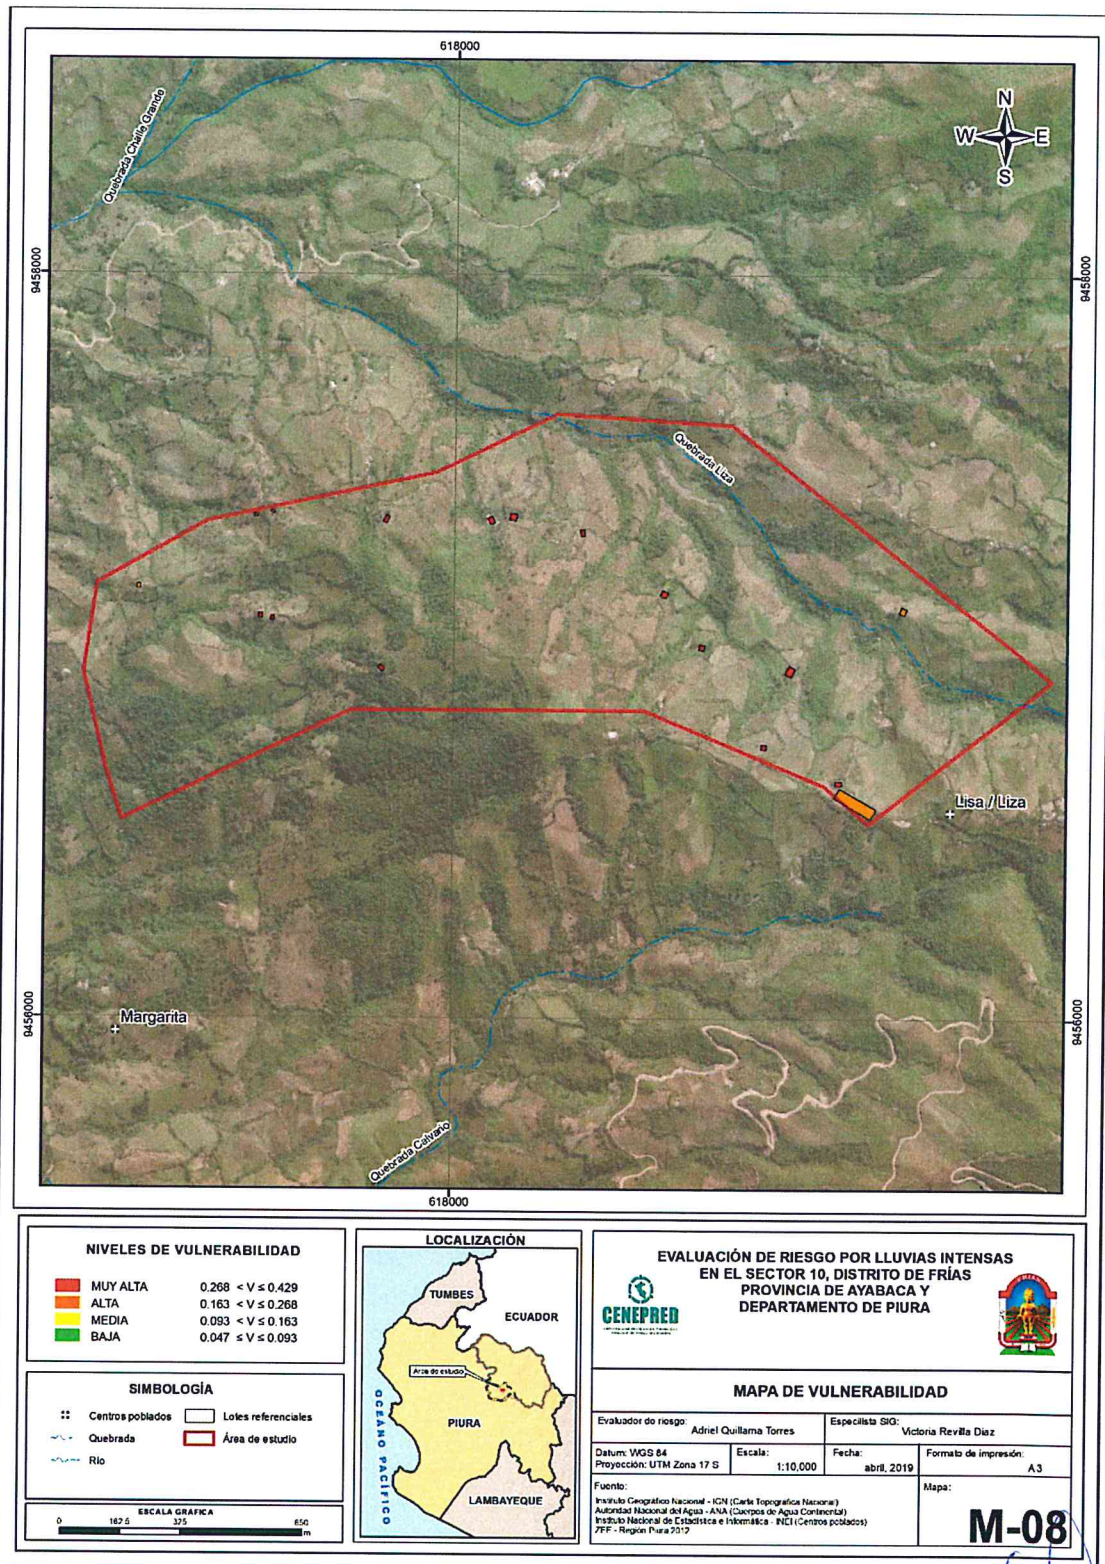 618000
Quebrada Challe Grande
N
W E
S
9458000
9458000
Quebrada Liza
Lisa / Liza
Margarita
9456000
9456000
Quebrada Calvario
618000
NIVELES DE VULNERABILIDAD
MUY ALTA 0.268 < V ≤ 0.429
ALTA 0.163 < V ≤ 0.268
MEDIA 0.093 < V ≤ 0.163
BAJA 0.047 < V ≤ 0.093
SIMBOLOGÍA
Centros poblados Lotes referenciales
Quebrada Área de estudio
Rio
ESCALA GRÁFICA
0 162.5 325 650
m
LOCALIZACIÓN
TUMBES
ECUADOR
Area de estudio
OCEANO PACÍFICO
PIURA
LAMBAYEQUE
EVALUACIÓN DE RIESGO POR LLUVIAS INTENSAS
EN EL SECTOR 10, DISTRITO DE FRÍAS
PROVINCIA DE AYABACA Y
DEPARTAMENTO DE PIURA
CENEPRED
MAPA DE VULNERABILIDAD
Evaluador de riesgo:
Adriel Quillama Torres
Especilista SIG:
Victoria Revilla Diaz
Datum: WGS 84
Proyección: UTM Zona 17 S
Escala:
1:10,000
Fecha:
abril, 2019
Formato de impresión:
A3
Fuente:
Instituto Geográfico Nacional - IGN (Carta Topográfica Nacional)
Autoridad Nacional del Agua - ANA (Cuerpos de Agua Continental)
Instituto Nacional de Estadística e Informática - INEI (Centros poblados)
ZEE - Región Piura 2012
Mapa:
M-08